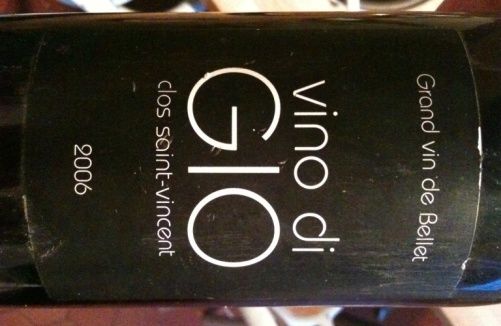 Grand vin de Bellet
vino di
GIO
clos saint-vincent
2006